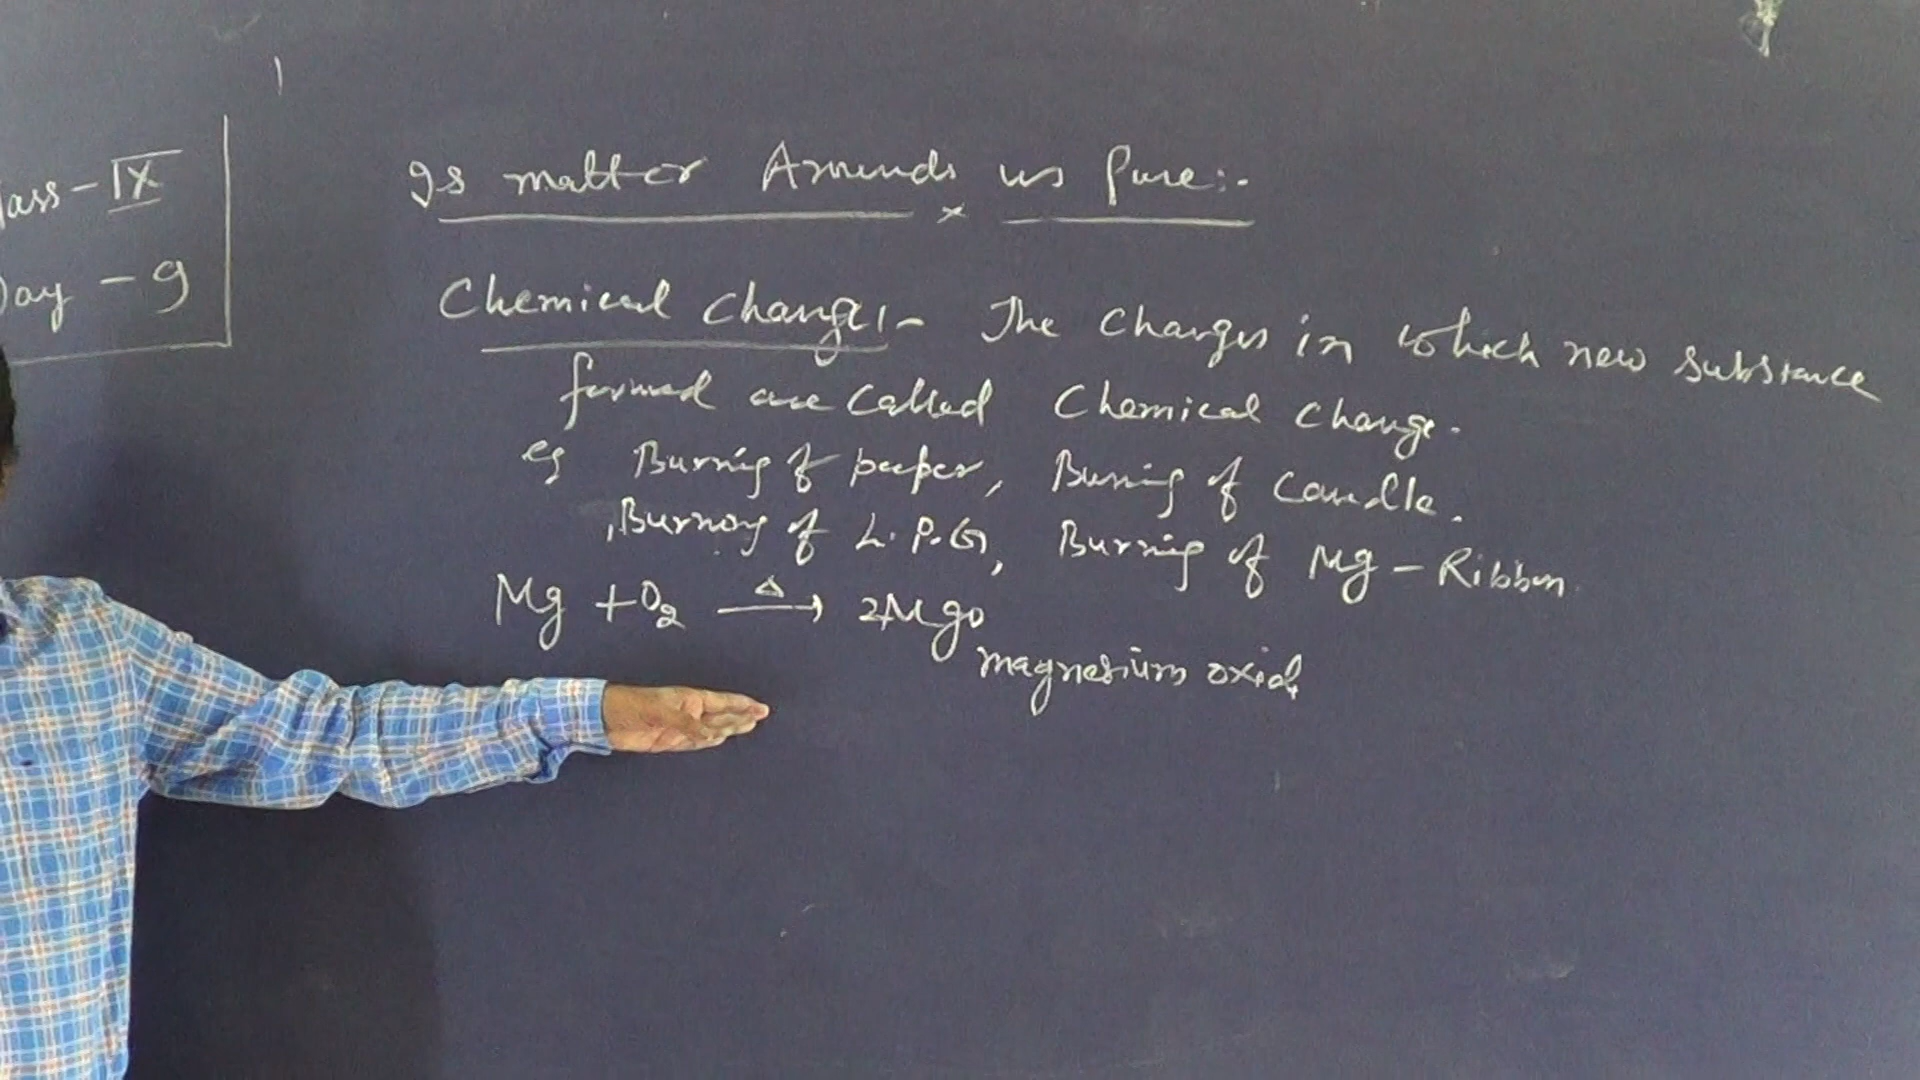 lass - IX
Day - 9
Is matter Arounds us Pure :-
Chemical change :- The changes in which new substance
formed are called Chemical change.
eg Burning of paper, Burning of Candle.
, Burning of L.P.G, Burning of Mg - Ribbon
Mg + O2 —Δ→ 2MgO
magnesium oxid